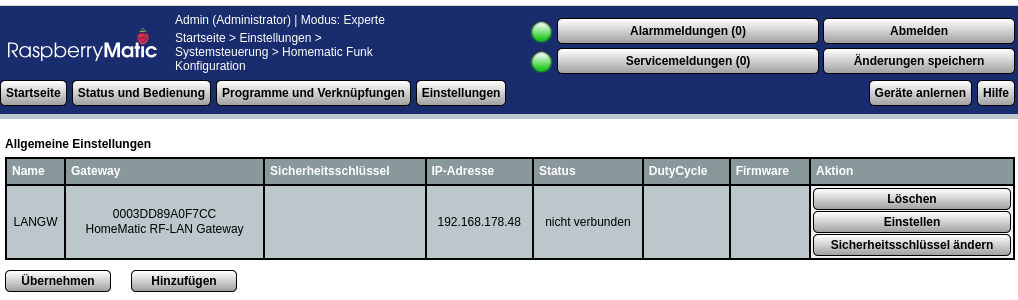 Admin (Administrator) | Modus: Experte
Startseite > Einstellungen >
Systemsteuerung > Homematic Funk
Konfiguration
RaspberryMatic
Alarmmeldungen (0)
Abmelden
Servicemeldungen (0)
Änderungen speichern
Startseite
Status und Bedienung
Programme und Verknüpfungen
Einstellungen
Geräte anlernen
Hilfe
Allgemeine Einstellungen
Name
Gateway
Sicherheitsschlüssel
IP-Adresse
Status
DutyCycle
Firmware
Aktion
LANGW
0003DD89A0F7CC
HomeMatic RF-LAN Gateway
192.168.178.48
nicht verbunden
Löschen
Einstellen
Sicherheitsschlüssel ändern
Übernehmen
Hinzufügen